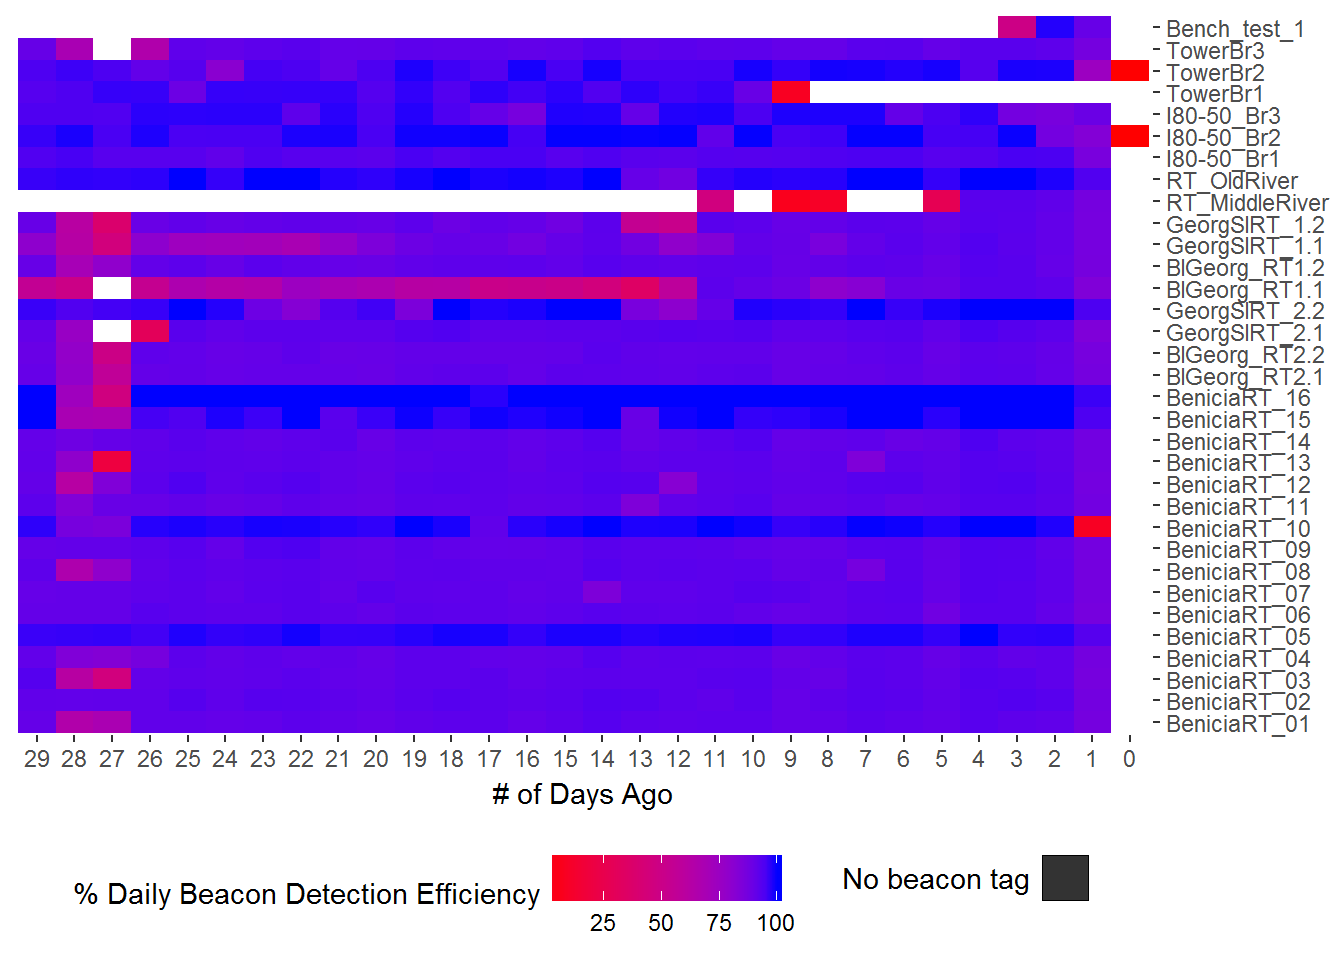 Bench_test_1
TowerBr3
TowerBr2
TowerBr1
I80-50_Br3
I80-50_Br2
I80-50_Br1
RT_OldRiver
RT_MiddleRiver
GeorgSlRT_1.2
GeorgSlRT_1.1
BlGeorg_RT1.2
BlGeorg_RT1.1
GeorgSlRT_2.2
GeorgSlRT_2.1
BlGeorg_RT2.2
BlGeorg_RT2.1
BeniciaRT_16
BeniciaRT_15
BeniciaRT_14
BeniciaRT_13
BeniciaRT_12
BeniciaRT_11
BeniciaRT_10
BeniciaRT_09
BeniciaRT_08
BeniciaRT_07
BeniciaRT_06
BeniciaRT_05
BeniciaRT_04
BeniciaRT_03
BeniciaRT_02
BeniciaRT_01
29 28 27 26 25 24 23 22 21 20 19 18 17 16 15 14 13 12 11 10 9 8 7 6 5 4 3 2 1 0
# of Days Ago
% Daily Beacon Detection Efficiency
25 50 75 100
No beacon tag